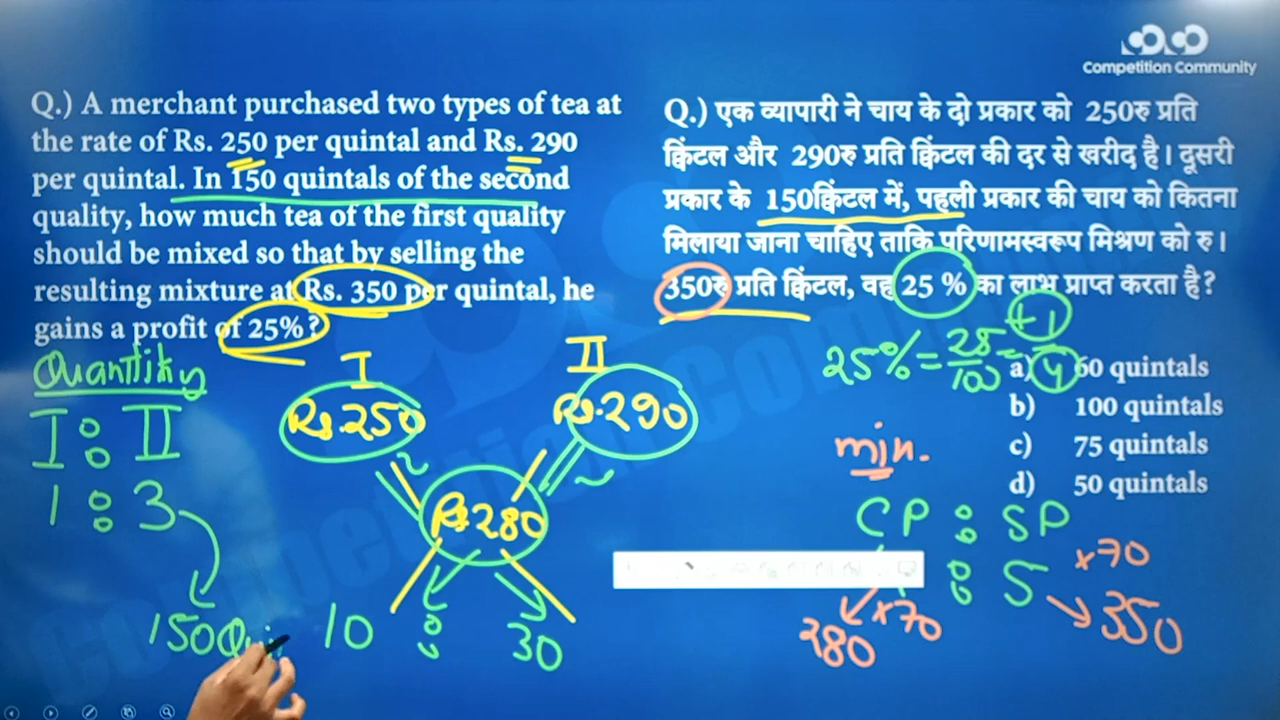 Competition Community
Q.) A merchant purchased two types of tea at
the rate of Rs. 250 per quintal and Rs. 290
per quintal. In 150 quintals of the second
quality, how much tea of the first quality
should be mixed so that by selling the
resulting mixture at Rs. 350 per quintal, he
gains a profit of 25%?
Q.) एक व्यापारी ने चाय के दो प्रकार को 250रु प्रति
क्विंटल और 290रु प्रति क्विंटल की दर से खरीद है। दूसरी
प्रकार के 150क्विंटल में, पहली प्रकार की चाय को कितना
मिलाया जाना चाहिए ताकि परिणामस्वरूप मिश्रण को रु।
350रु प्रति क्विंटल, वह 25 % का लाभ प्राप्त करता है?
a) 60 quintals
b) 100 quintals
c) 75 quintals
d) 50 quintals
Quantity
I : II
1 : 3
150Qui
I II
Rs.250 Rs.290
Rs.280
10 : 30
25% = 25/100 = +1/4
min.
CP : SP
: 5 ×70
×70
280 350